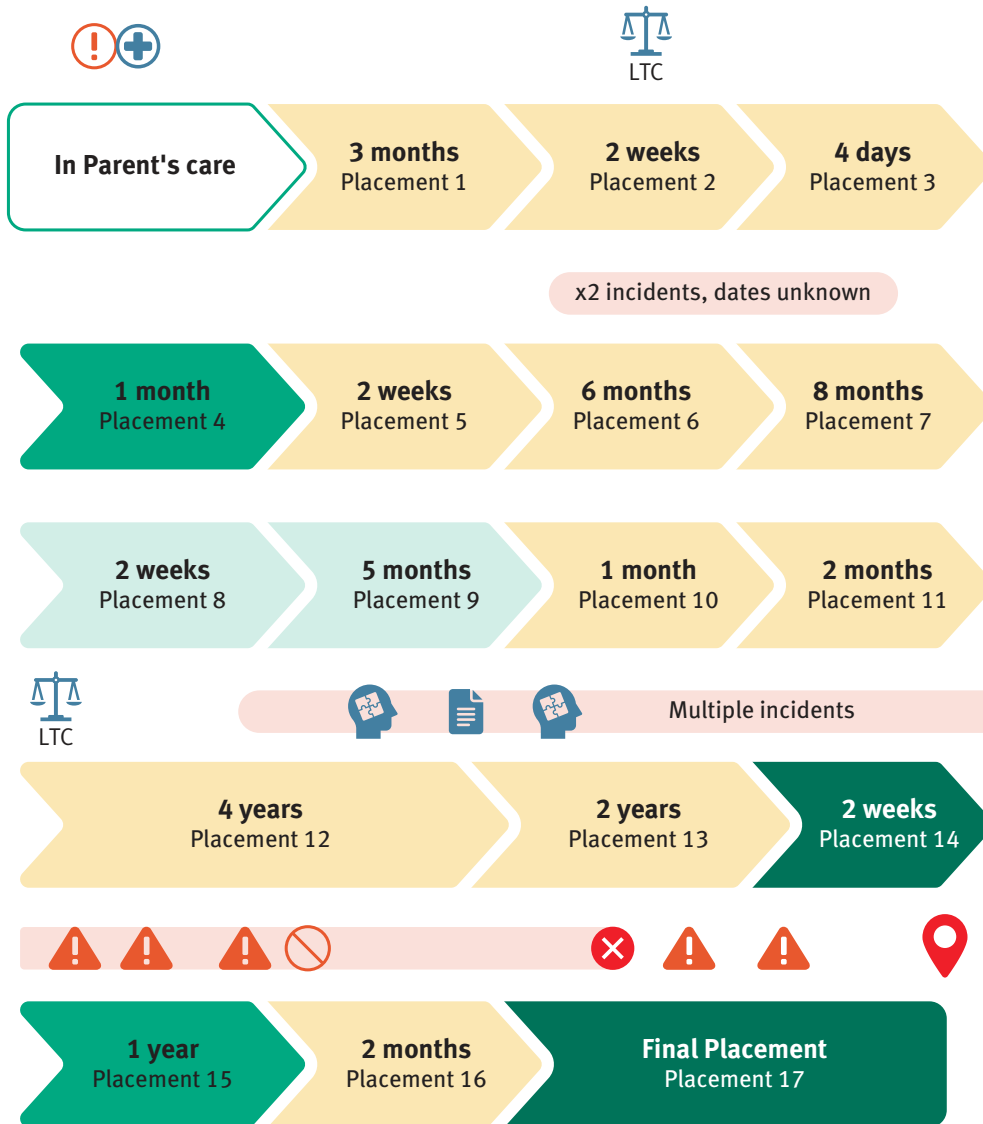 LTC
In Parent's care
3 months
Placement 1
2 weeks
Placement 2
4 days
Placement 3
x2 incidents, dates unknown
1 month
Placement 4
2 weeks
Placement 5
6 months
Placement 6
8 months
Placement 7
2 weeks
Placement 8
5 months
Placement 9
1 month
Placement 10
2 months
Placement 11
LTC
Multiple incidents
4 years
Placement 12
2 years
Placement 13
2 weeks
Placement 14
1 year
Placement 15
2 months
Placement 16
Final Placement
Placement 17